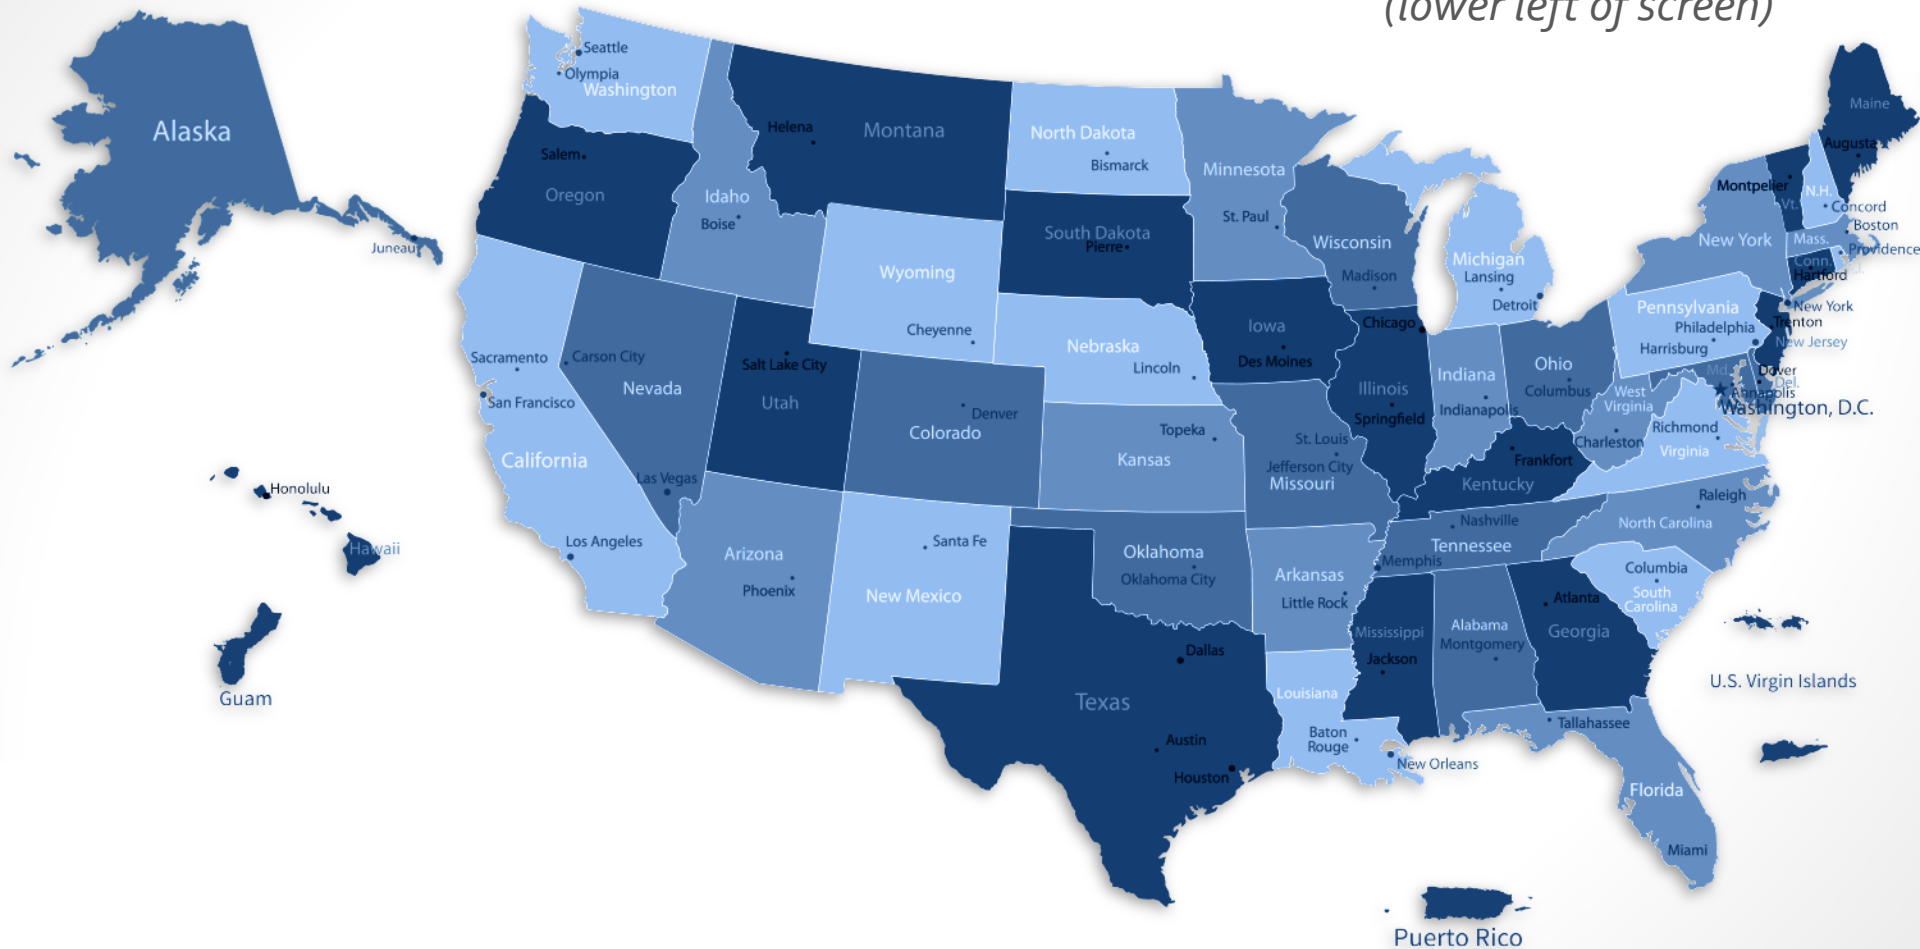 (lower left of screen)
Seattle
Olympia
Washington
Alaska
Juneau
Salem
Oregon
Helena
Montana
Idaho
Boise
North Dakota
Bismarck
Minnesota
St. Paul
South Dakota
Pierre
Wisconsin
Madison
Michigan
Lansing
Detroit
Maine
Augusta
Montpelier
Vt.
N.H.
Concord
Boston
New York
Mass.
Providence
Conn.
Hartford
Wyoming
Cheyenne
Nebraska
Lincoln
Iowa
Des Moines
Chicago
Illinois
Springfield
Indiana
Indianapolis
Ohio
Columbus
Pennsylvania
Philadelphia
Harrisburg
New York
Trenton
New Jersey
Md.
Dover
Del.
Annapolis
Washington, D.C.
Sacramento
San Francisco
California
Los Angeles
Carson City
Nevada
Las Vegas
Salt Lake City
Utah
Denver
Colorado
Topeka
Kansas
St. Louis
Jefferson City
Missouri
Frankfort
Kentucky
West
Virginia
Charleston
Richmond
Virginia
Raleigh
North Carolina
Nashville
Tennessee
Memphis
Honolulu
Hawaii
Guam
Arizona
Phoenix
Santa Fe
New Mexico
Oklahoma
Oklahoma City
Arkansas
Little Rock
Columbia
South
Carolina
Mississippi
Jackson
Alabama
Montgomery
Atlanta
Georgia
Dallas
Texas
Austin
Houston
Louisiana
Baton
Rouge
New Orleans
Tallahassee
Florida
Miami
U.S. Virgin Islands
Puerto Rico